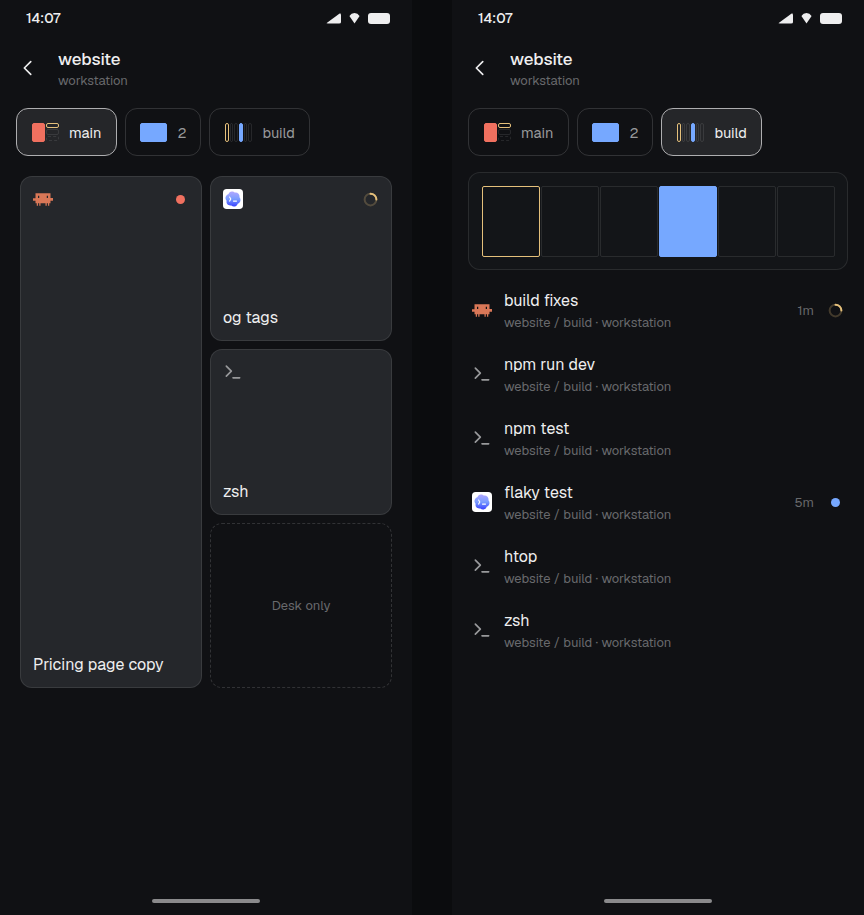 14:07
website
workstation
main
2
build
og tags
zsh
Desk only
Pricing page copy
14:07
website
workstation
main
2
build
build fixes
website / build · workstation
1m
npm run dev
website / build · workstation
npm test
website / build · workstation
flaky test
website / build · workstation
5m
htop
website / build · workstation
zsh
website / build · workstation